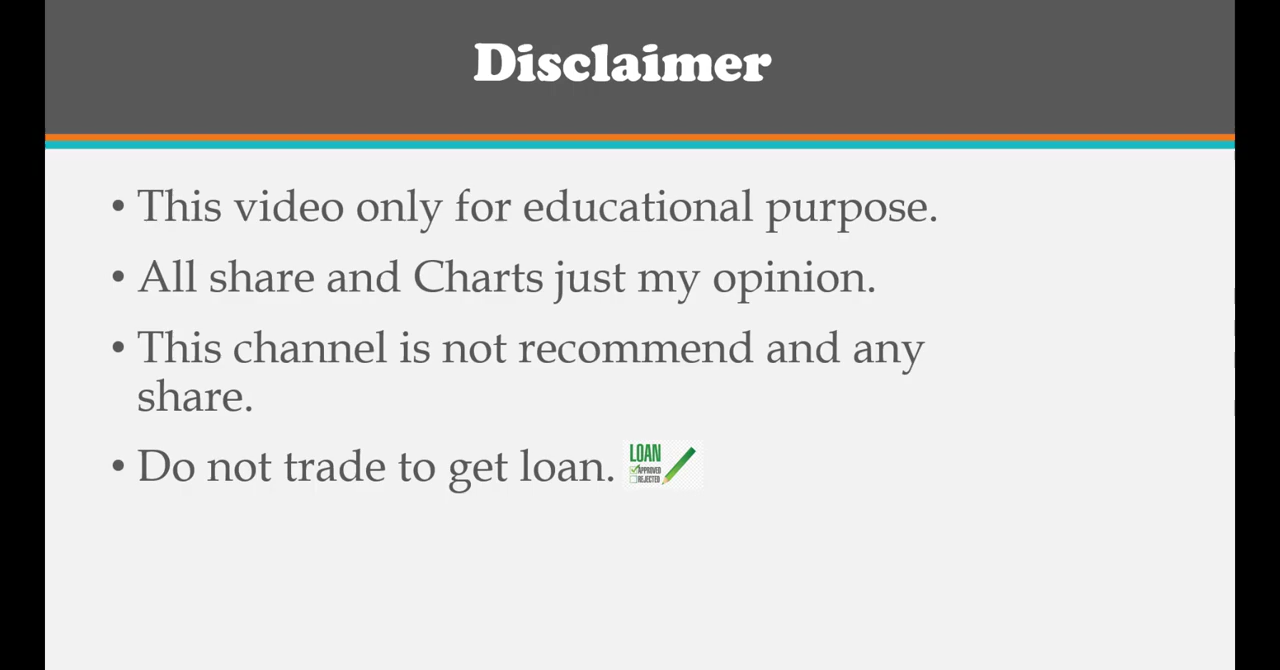 Disclaimer
• This video only for educational purpose.
• All share and Charts just my opinion.
• This channel is not recommend and any
share.
• Do not trade to get loan.
LOAN
APPROVED
REJECTED